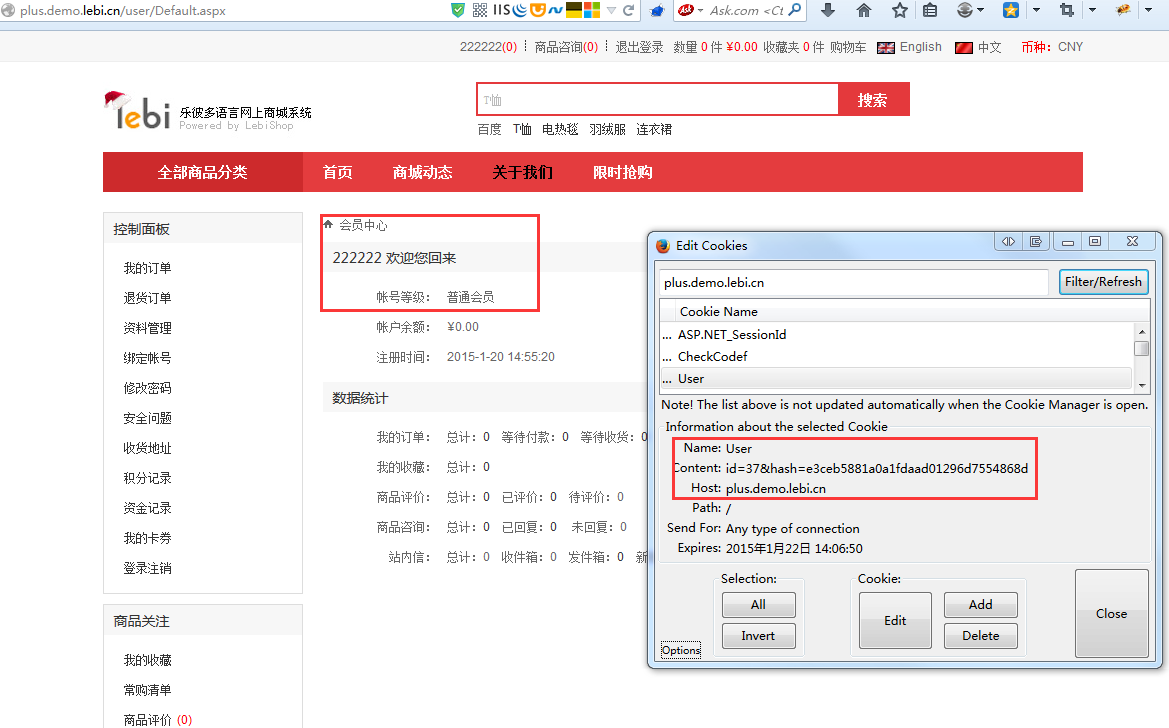 plus.demo.lebi.cn/user/Default.aspx
IIS
Ask.com <Ct
222222(0) 商品咨询(0) 退出登录 数量 0 件 ¥0.00 收藏夹 0 件 购物车 English 中文 币种: CNY
lebi 乐彼多语言网上商城系统
Powered by LebiShop
T恤 搜索
百度 T恤 电热毯 羽绒服 连衣裙
全部商品分类 首页 商城动态 关于我们 限时抢购
控制面板
我的订单
退货订单
资料管理
绑定帐号
修改密码
安全问题
收货地址
积分记录
资金记录
我的卡券
登录注销
商品关注
我的收藏
常购清单
商品评价 (0)
会员中心
222222 欢迎您回来
帐号等级: 普通会员
帐户余额: ¥0.00
注册时间: 2015-1-20 14:55:20
数据统计
我的订单: 总计: 0 等待付款: 0 等待收货: 0
我的收藏: 总计: 0
商品评价: 总计: 0 已评价: 0 待评价: 0
商品咨询: 总计: 0 已回复: 0 未回复: 0
站内信: 总计: 0 收件箱: 0 发件箱: 0 新
Edit Cookies
plus.demo.lebi.cn Filter/Refresh
Cookie Name
... ASP.NET_SessionId
... CheckCodef
... User
Note! The list above is not updated automatically when the Cookie Manager is open.
Information about the selected Cookie
Name: User
Content: id=37&hash=e3ceb5881a0a1fdaad01296d7554868d
Host: plus.demo.lebi.cn
Path: /
Send For: Any type of connection
Expires: 2015年1月22日 14:06:50
Selection: Cookie:
All Edit Add Close
Invert Delete
Options